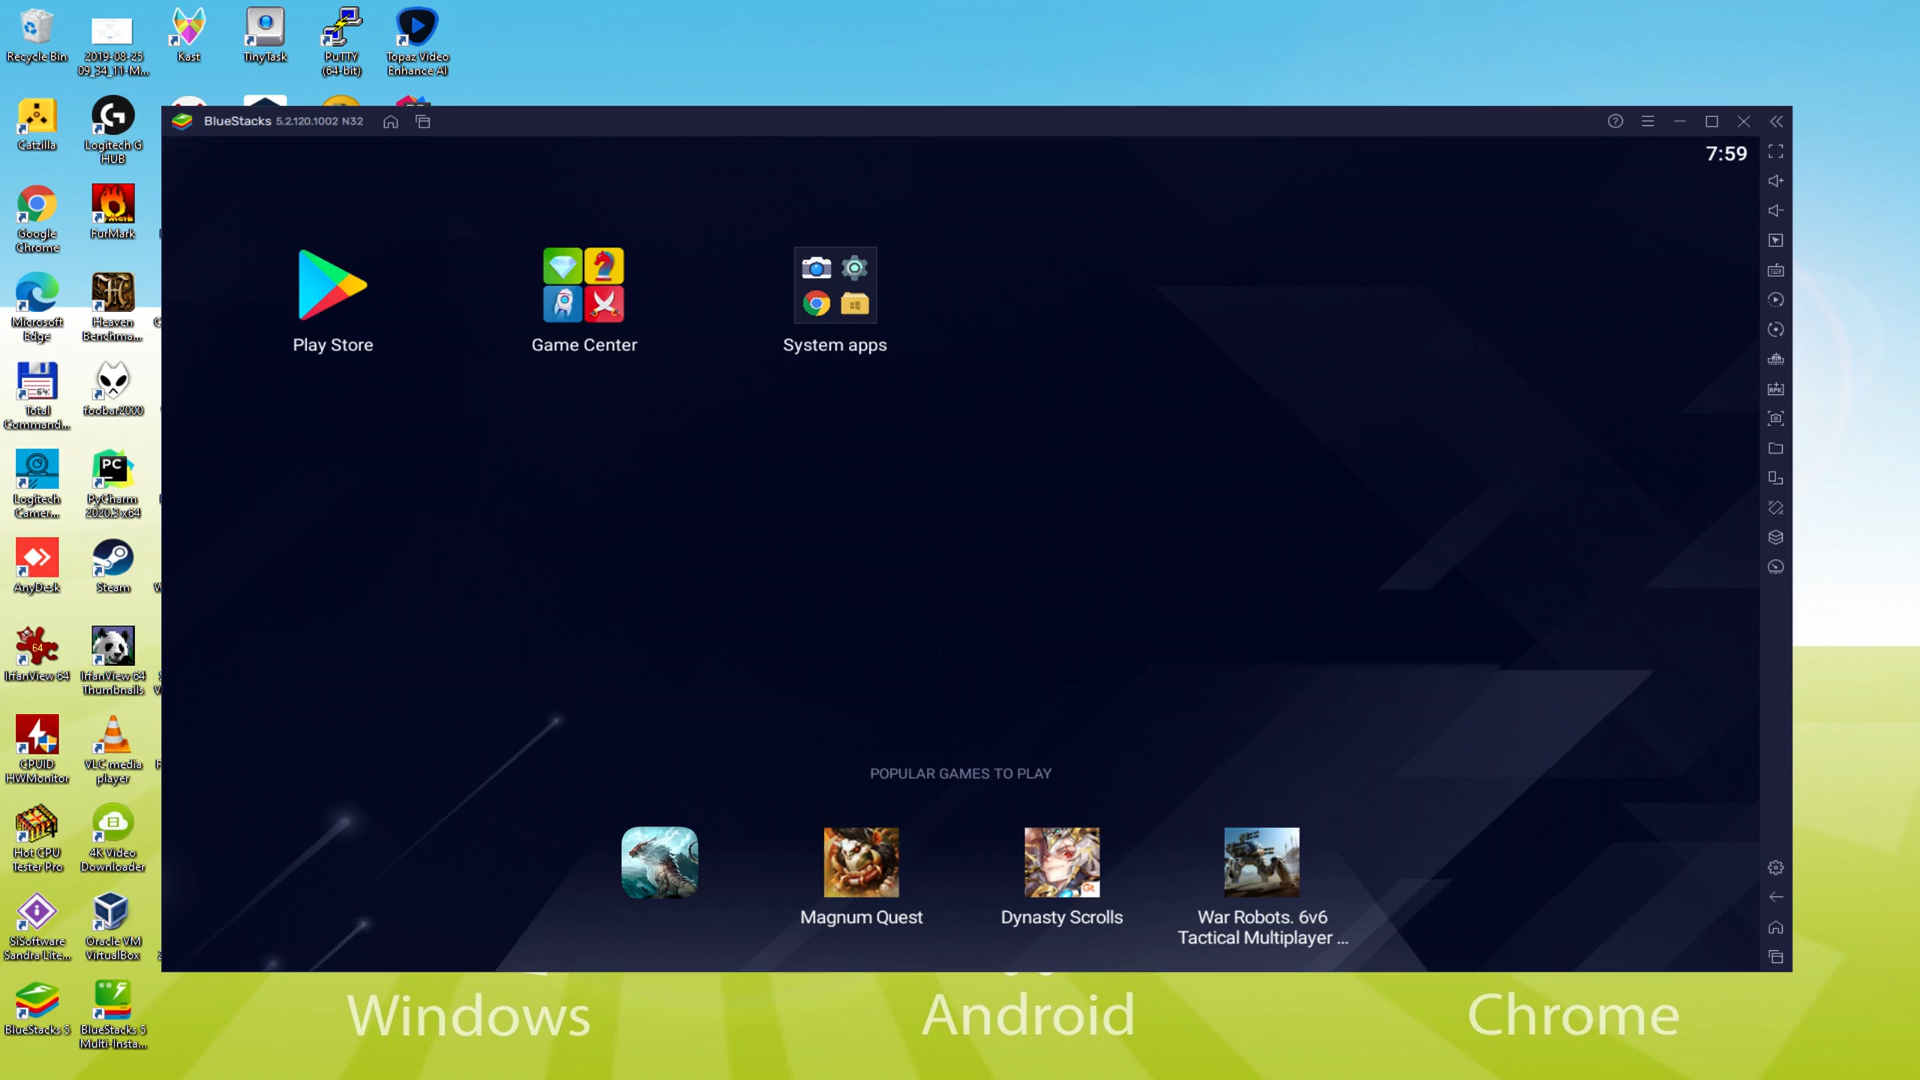 Recycle Bin
2019-08-25
09_34_11-M...
Kast
TinyTask
PuTTY
(64-bit)
Topaz Video
Enhance AI
Catzilla
Logitech G
HUB
Google
Chrome
FurMark
Microsoft
Edge
Heaven
Benchma...
64
Total
Command...
foobar2000
Logitech
Camer...
PC
PyCharm
2020.3 x64
AnyDesk
Steam
64
IrfanView 64
IrfanView 64
Thumbnails
CPUID
HWMonitor
VLC media
player
Hot CPU
Tester Pro
4K Video
Downloader
SiSoftware
Sandra Lite...
Oracle VM
VirtualBox
BlueStacks 5
BlueStacks 5
Multi-Insta...
BlueStacks 5.2.120.1002 N32
7:59
Play Store
Game Center
System apps
POPULAR GAMES TO PLAY
Magnum Quest
Dynasty Scrolls
War Robots. 6v6
Tactical Multiplayer ...
Windows
Android
Chrome